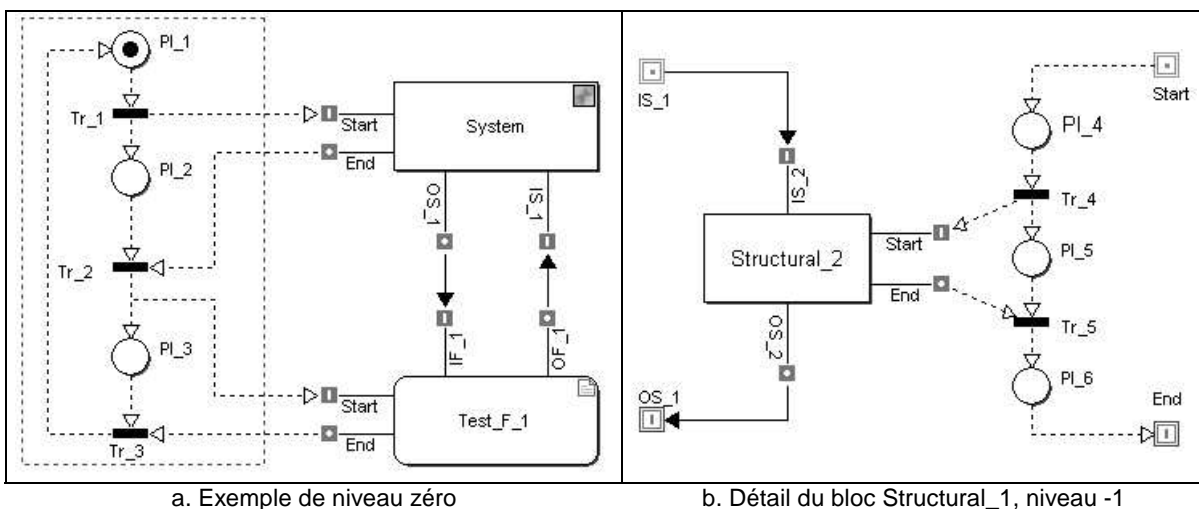 Pl_1
Tr_1
Start
System
End
Pl_2
OS_1
IS_1
Tr_2
Pl_3
IF_1
OF_1
Start
Test_F_1
End
Tr_3
IS_1
Start
Pl_4
IS_2
Tr_4
Start
Structural_2
Pl_5
End
OS_2
Tr_5
Pl_6
OS_1
End
a. Exemple de niveau zéro
b. Détail du bloc Structural_1, niveau -1